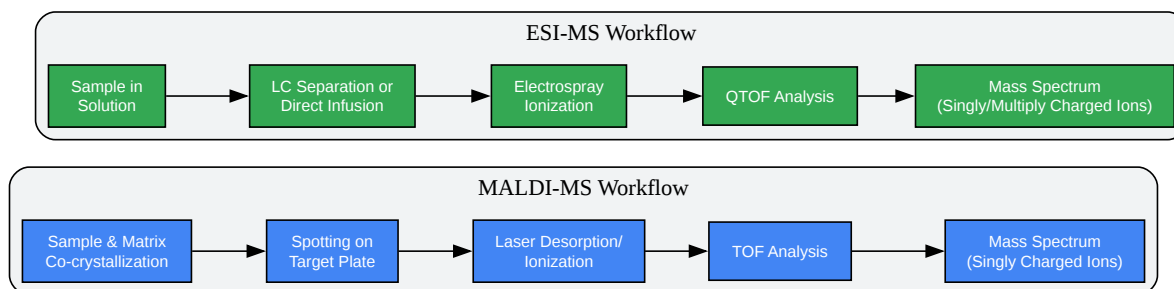 ESI-MS Workflow
Sample in
Solution
LC Separation or
Direct Infusion
Electrospray
Ionization
QTOF Analysis
Mass Spectrum
(Singly/Multiply Charged Ions)
MALDI-MS Workflow
Sample & Matrix
Co-crystallization
Spotting on
Target Plate
Laser Desorption/
Ionization
TOF Analysis
Mass Spectrum
(Singly Charged Ions)